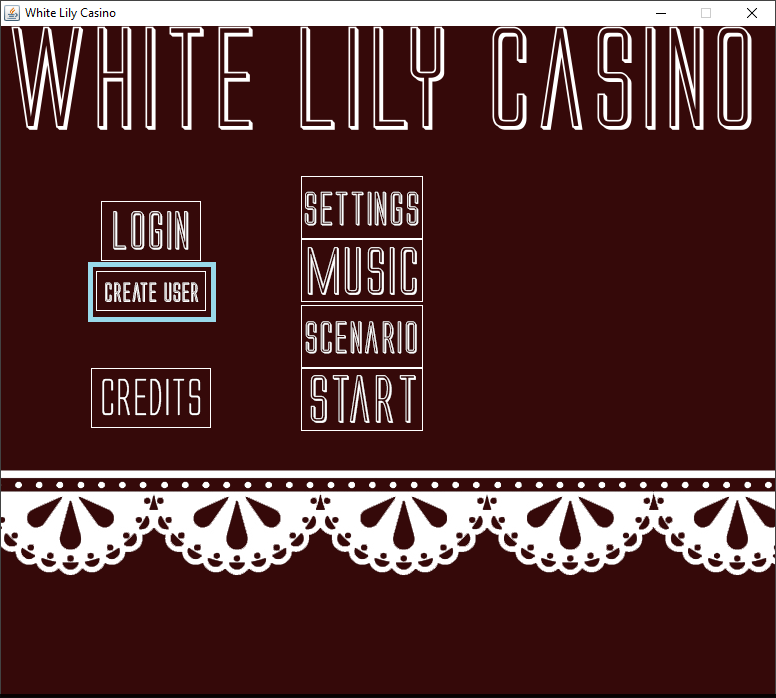 White Lily Casino
WHITE LILY CASINO
LOGIN
CREATE USER
CREDITS
SETTINGS
MUSIC
SCENARIO
START